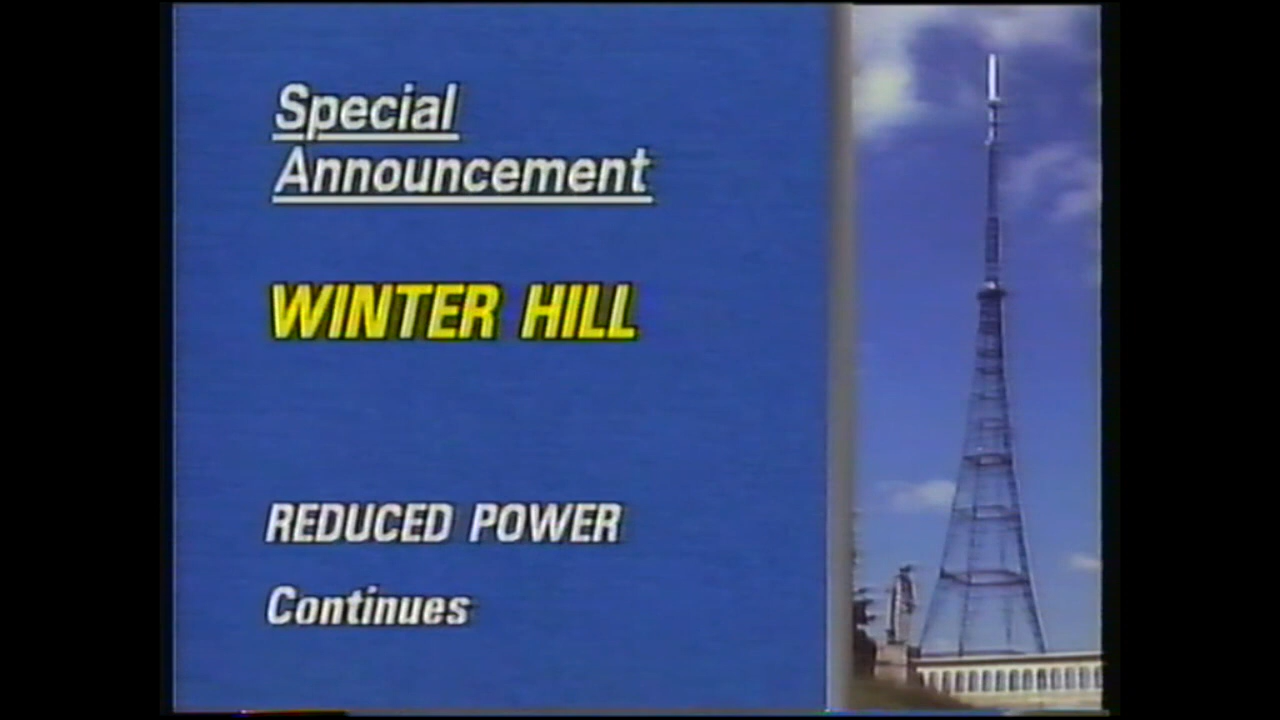 Special
Announcement
WINTER HILL
REDUCED POWER
Continues